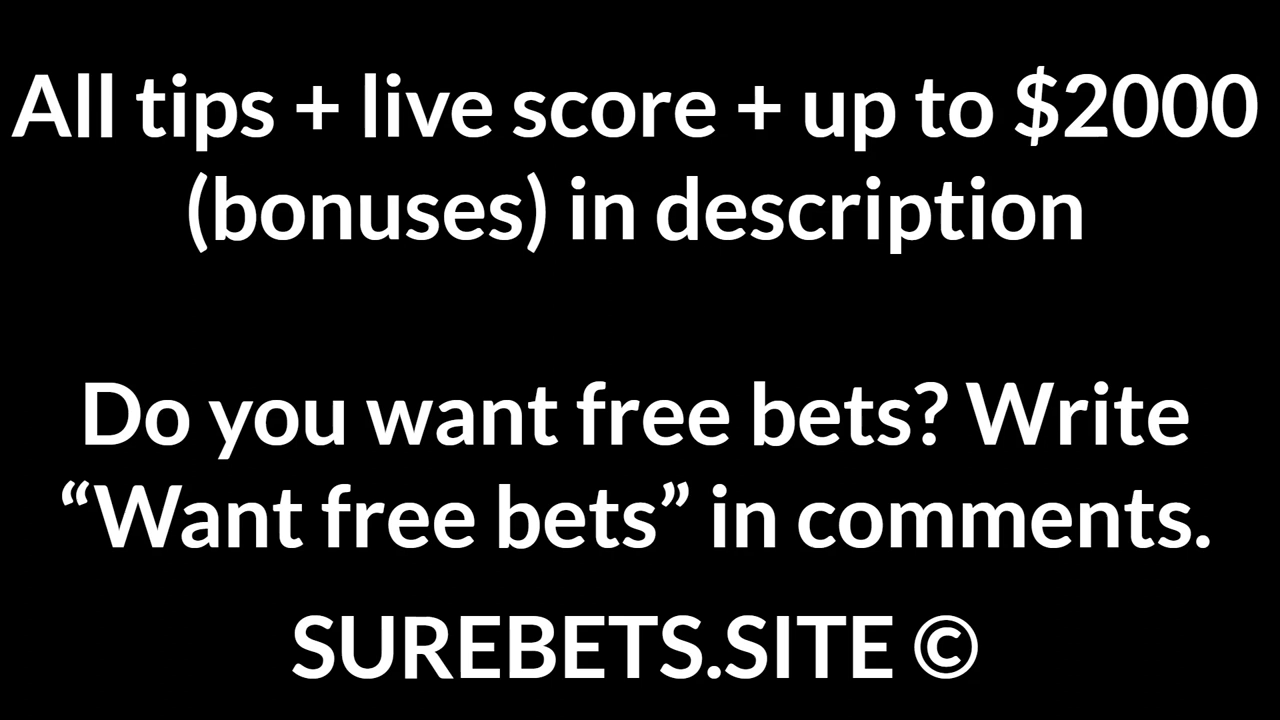 All tips + live score + up to $2000
(bonuses) in description
Do you want free bets? Write
“Want free bets” in comments.
SUREBETS.SITE ©